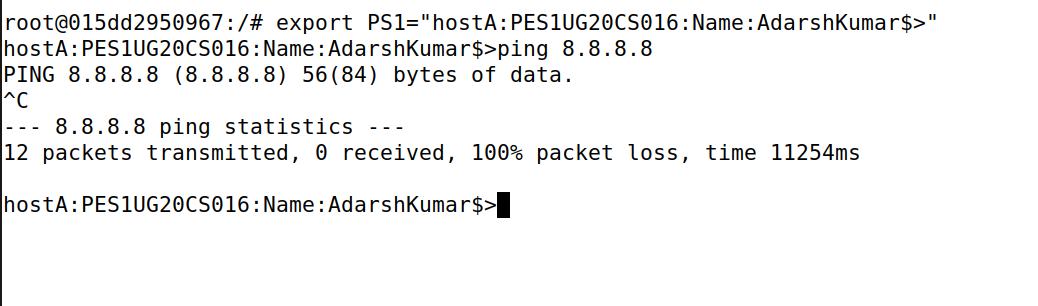 root@015dd2950967:/# export PS1="hostA:PES1UG20CS016:Name:AdarshKumar$>"
hostA:PES1UG20CS016:Name:AdarshKumar$>ping 8.8.8.8
PING 8.8.8.8 (8.8.8.8) 56(84) bytes of data.
^C
--- 8.8.8.8 ping statistics ---
12 packets transmitted, 0 received, 100% packet loss, time 11254ms
hostA:PES1UG20CS016:Name:AdarshKumar$>